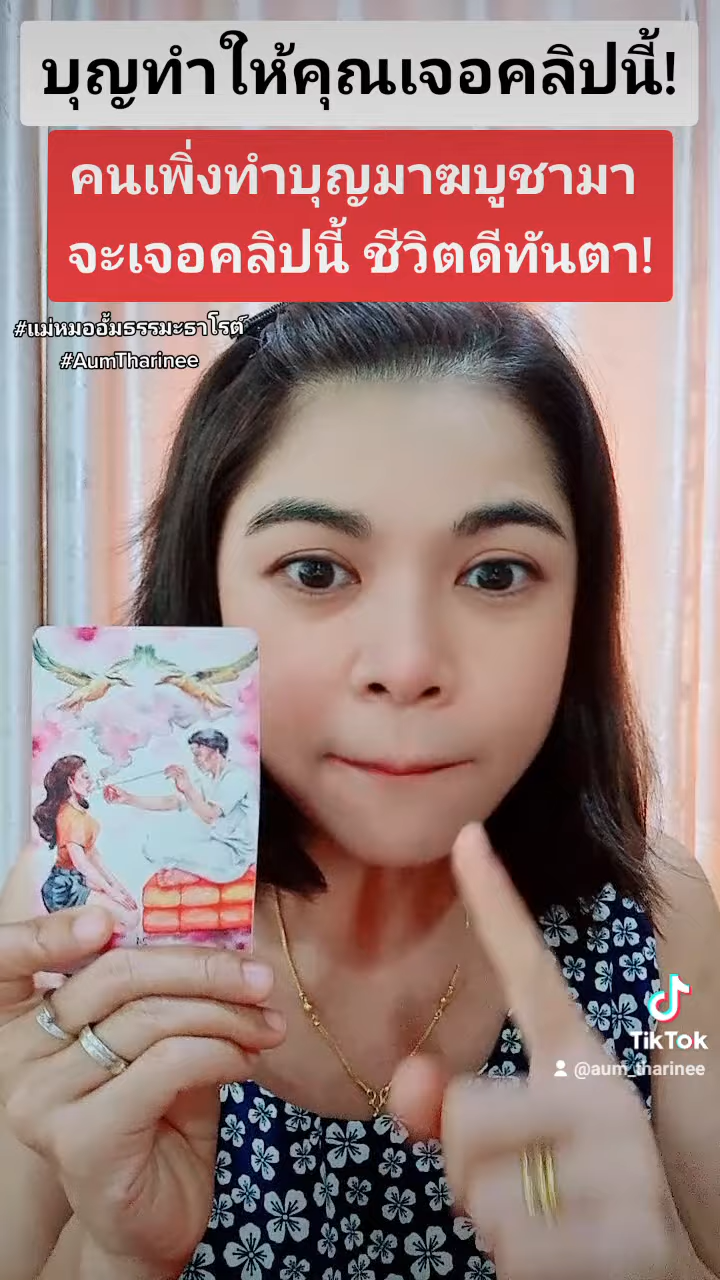 บุญทำให้คุณเจอคลิปนี้!
คนเพิ่งทำบุญมาฆบูชามา
จะเจอคลิปนี้ ชีวิตดีทันตา!
#แม่หมออั้มธรรมะธาโรต์
#AumTharinee
TikTok
@aum_tharinee